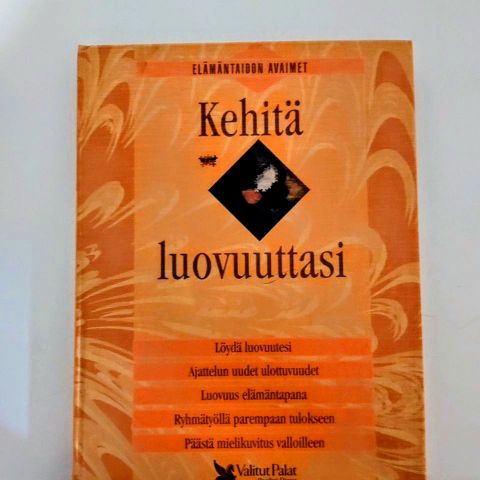 ELÄMÄNTAIDON AVAIMET
Kehitä
luovuuttasi
Löydä luovuutesi
Ajattelun uudet ulottuvuudet
Luovuus elämäntapana
Ryhmätyöllä parempaan tulokseen
Päästä mielikuvitus valloilleen
Valitut Palat